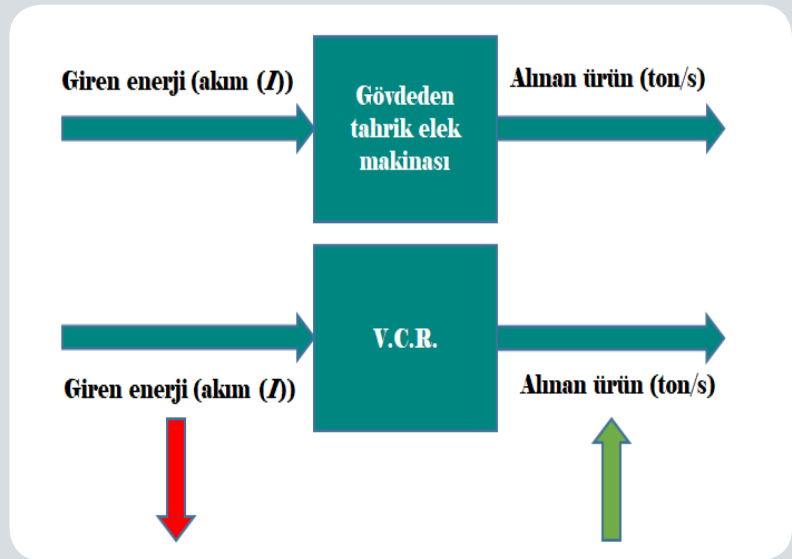 Giren enerji (akım (I))
Gövdeden
tahrik elek
makinası
Alınan ürün (ton/s)
V.C.R.
Giren enerji (akım (I))
Alınan ürün (ton/s)